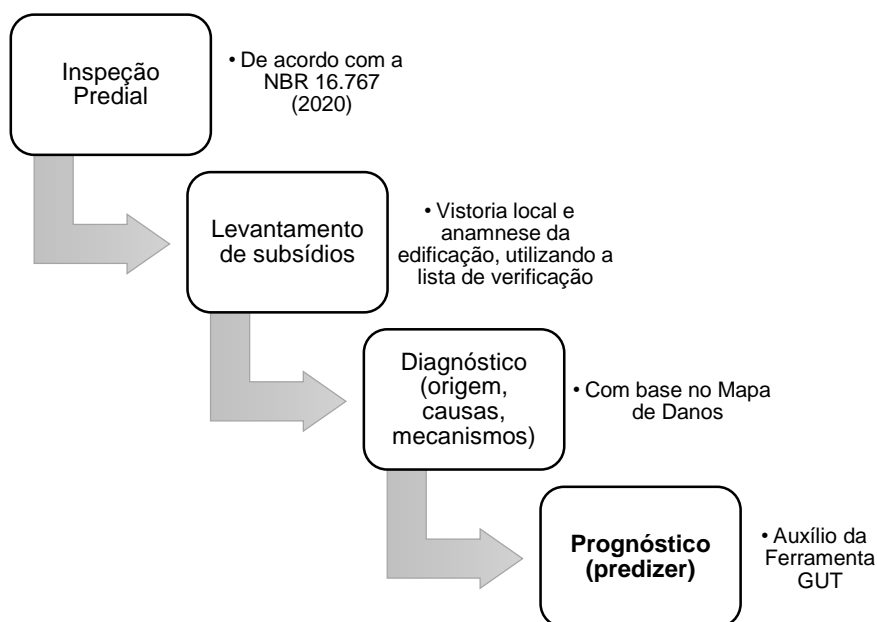 Inspeção
Predial
• De acordo com a
NBR 16.767
(2020)
Levantamento
de subsídios
• Vistoria local e
anamnese da
edificação, utilizando a
lista de verificação
Diagnóstico
(origem,
causas,
mecanismos)
• Com base no Mapa
de Danos
Prognóstico
(predizer)
• Auxílio da
Ferramenta
GUT